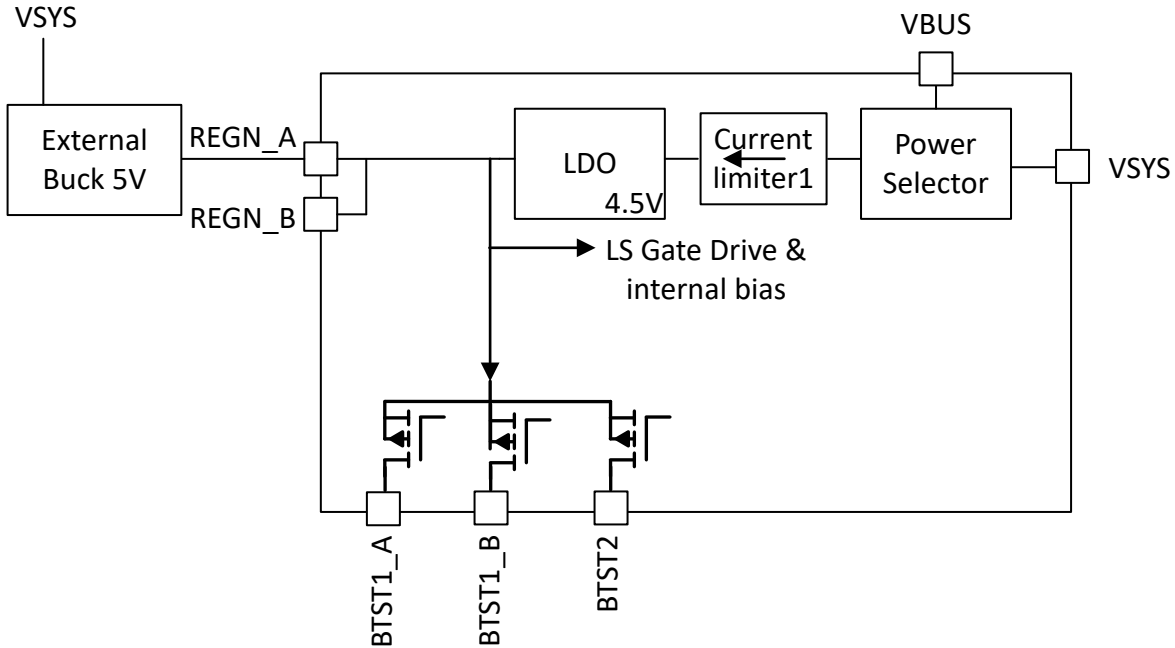 VSYS
VBUS
External
Buck 5V
REGN_A
REGN_B
LDO
4.5V
Current
limiter1
Power
Selector
VSYS
LS Gate Drive &
internal bias
BTST1_A
BTST1_B
BTST2